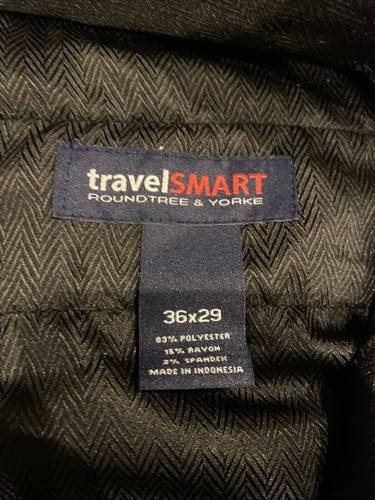 travelSMART
ROUNDTREE & YORKE
36x29
83% POLYESTER
15% RAYON
2% SPANDEX
MADE IN INDONESIA